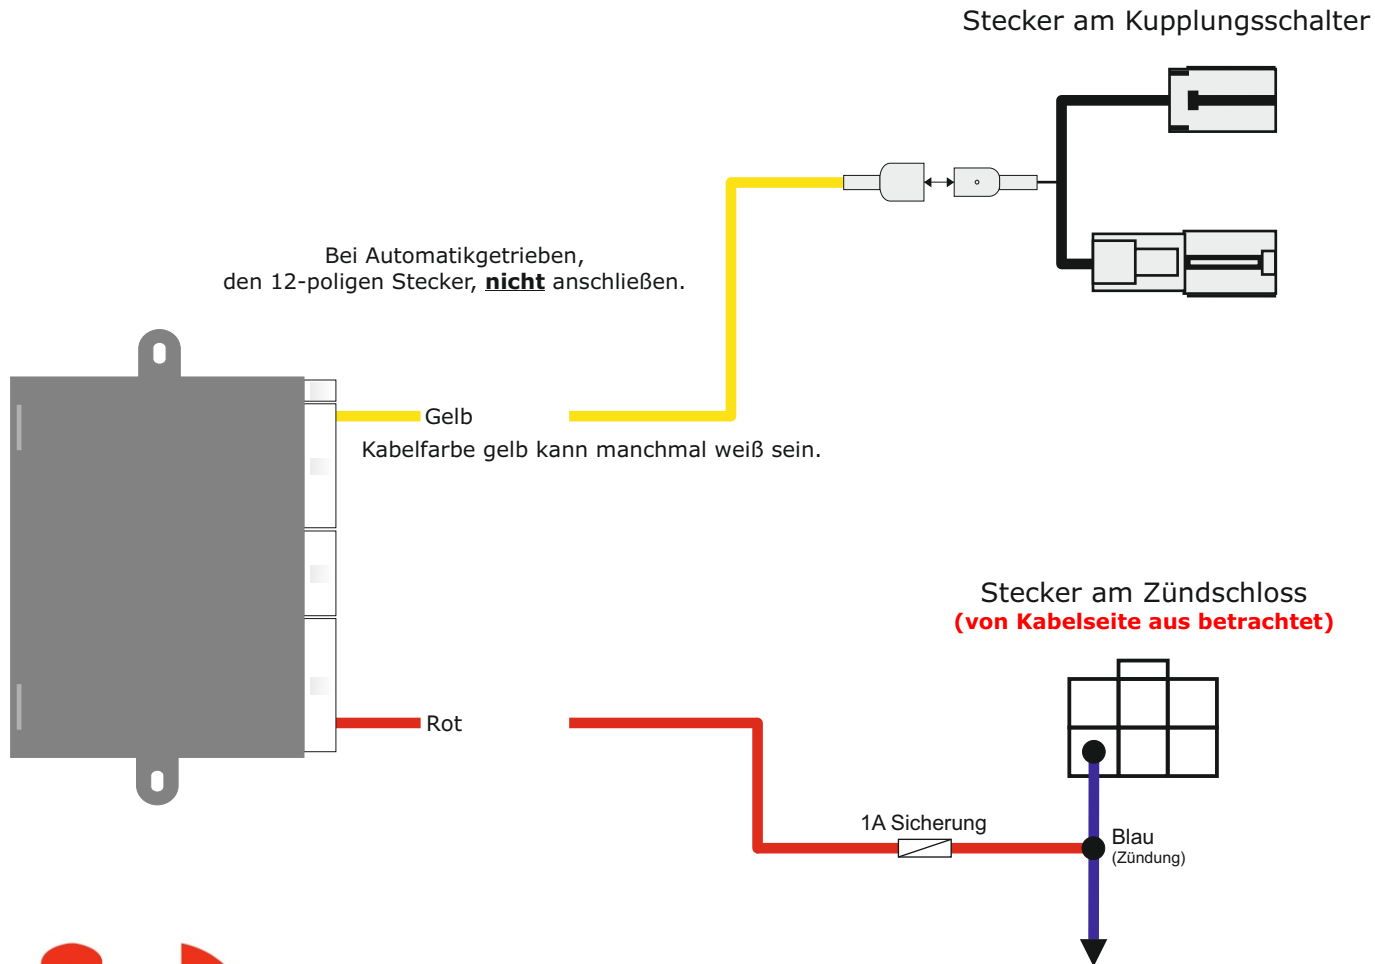 Stecker am Kupplungsschalter
Bei Automatikgetrieben,
den 12-poligen Stecker, nicht anschließen.
Gelb
Kabelfarbe gelb kann manchmal weiß sein.
Stecker am Zündschloss
(von Kabelseite aus betrachtet)
Rot
1A Sicherung
Blau
(Zündung)